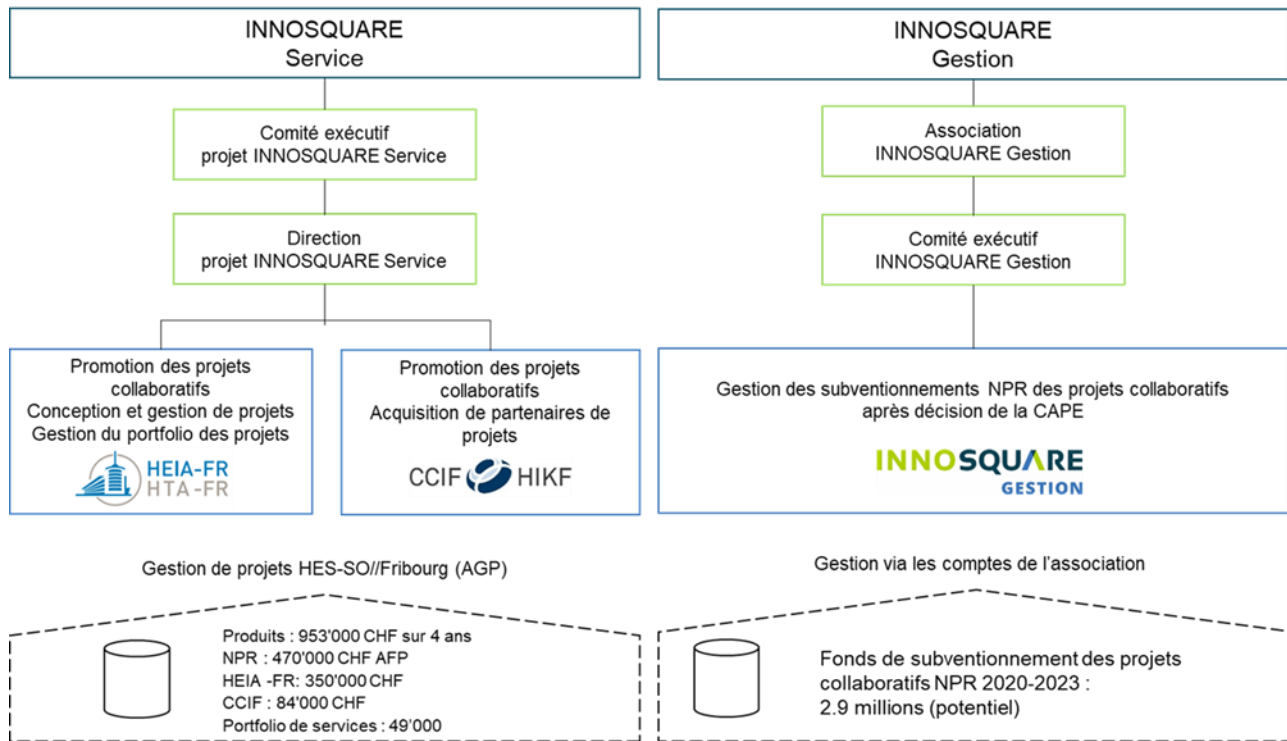 INNOSQUARE
Service
Comité exécutif
projet INNOSQUARE Service
Direction
projet INNOSQUARE Service
Promotion des projets
collaboratifs
Conception et gestion de projets
Gestion du portfolio des projets
HEIA-FR
HTA-FR
Promotion des projets
collaboratifs
Acquisition de partenaires de
projets
CCIF HIKF
Gestion de projets HES-SO//Fribourg (AGP)
Produits : 953'000 CHF sur 4 ans
NPR : 470'000 CHF AFP
HEIA -FR: 350'000 CHF
CCIF : 84'000 CHF
Portfolio de services : 49'000
INNOSQUARE
Gestion
Association
INNOSQUARE Gestion
Comité exécutif
INNOSQUARE Gestion
Gestion des subventionnements NPR des projets collaboratifs
après décision de la CAPE
INNOSQUARE
GESTION
Gestion via les comptes de l'association
Fonds de subventionnement des projets
collaboratifs NPR 2020-2023 :
2.9 millions (potentiel)